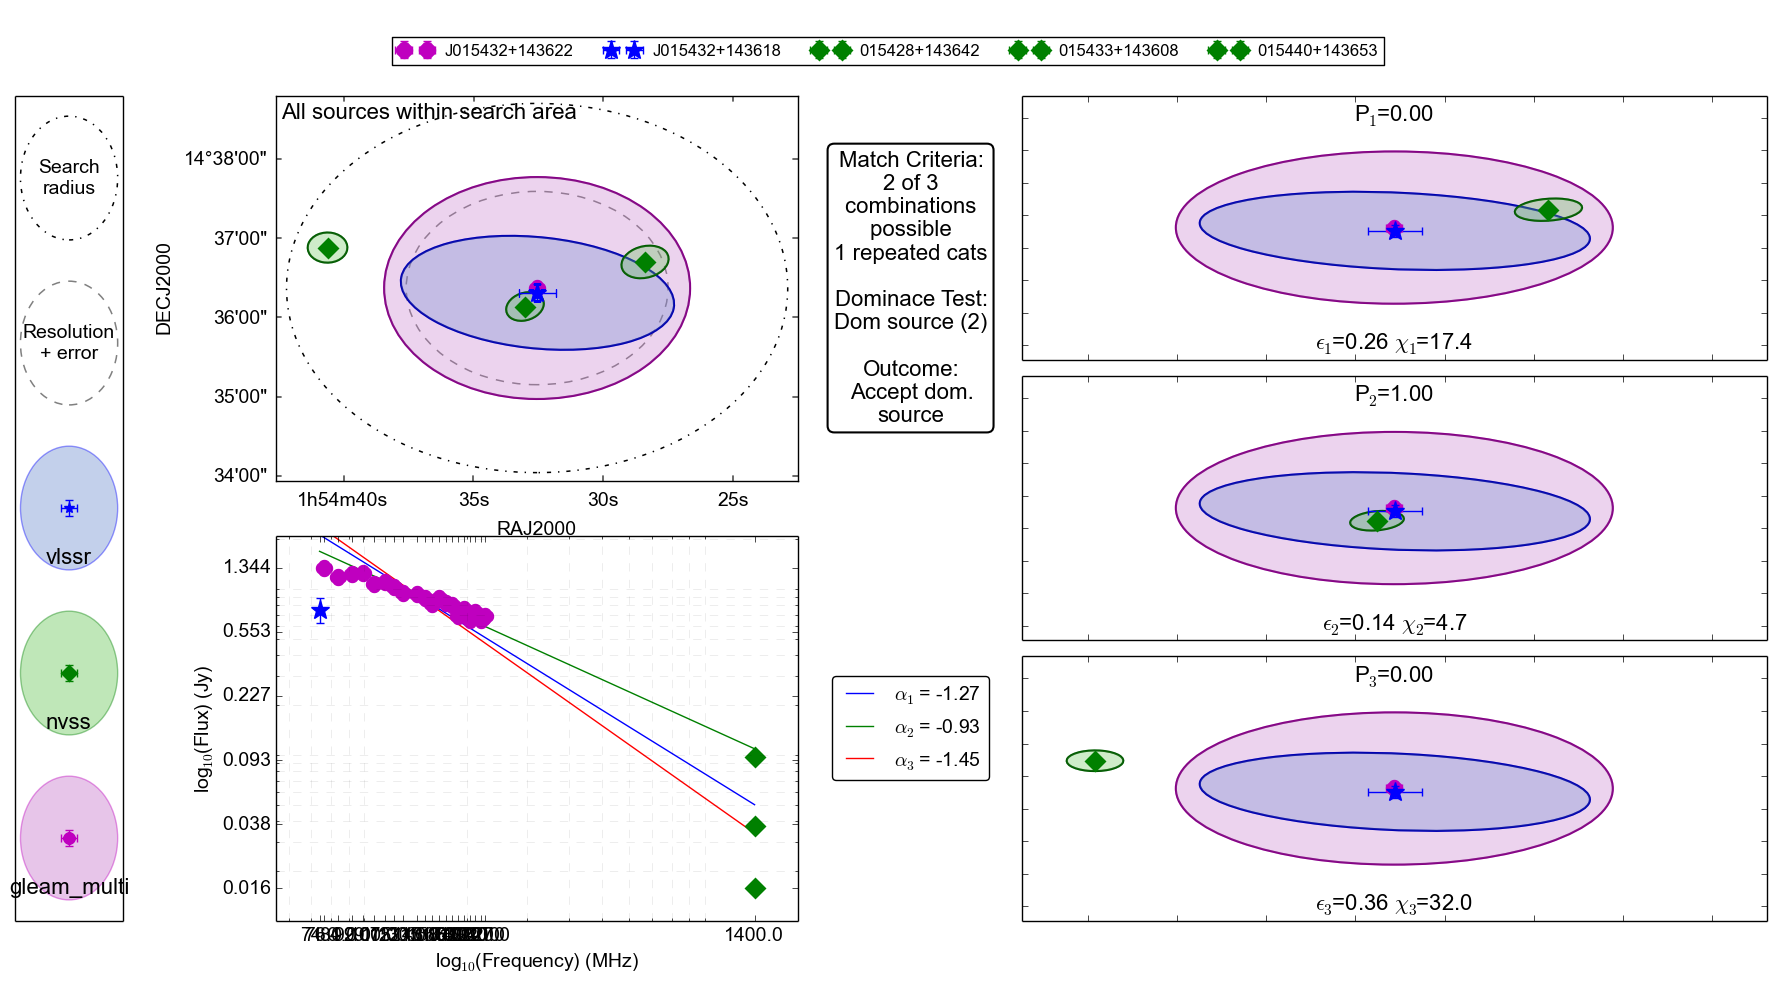 J015432+143622 J015432+143618 015428+143642 015433+143608 015440+143653
Search
radius
Resolution
+ error
vlssr
nvss
gleam_multi
All sources within search area
DECJ2000
14°38'00"
37'00"
36'00"
35'00"
34'00"
1h54m40s 35s 30s 25s
RAJ2000
Match Criteria:
2 of 3
combinations
possible
1 repeated cats
Dominace Test:
Dom source (2)
Outcome:
Accept dom.
source
log10(Flux) (Jy)
1.344
0.553
0.227
0.093
0.038
0.016
1400.0
log10(Frequency) (MHz)
α1 = -1.27
α2 = -0.93
α3 = -1.45
P1=0.00
ϵ1=0.26 χ1=17.4
P2=1.00
ϵ2=0.14 χ2=4.7
P3=0.00
ϵ3=0.36 χ3=32.0